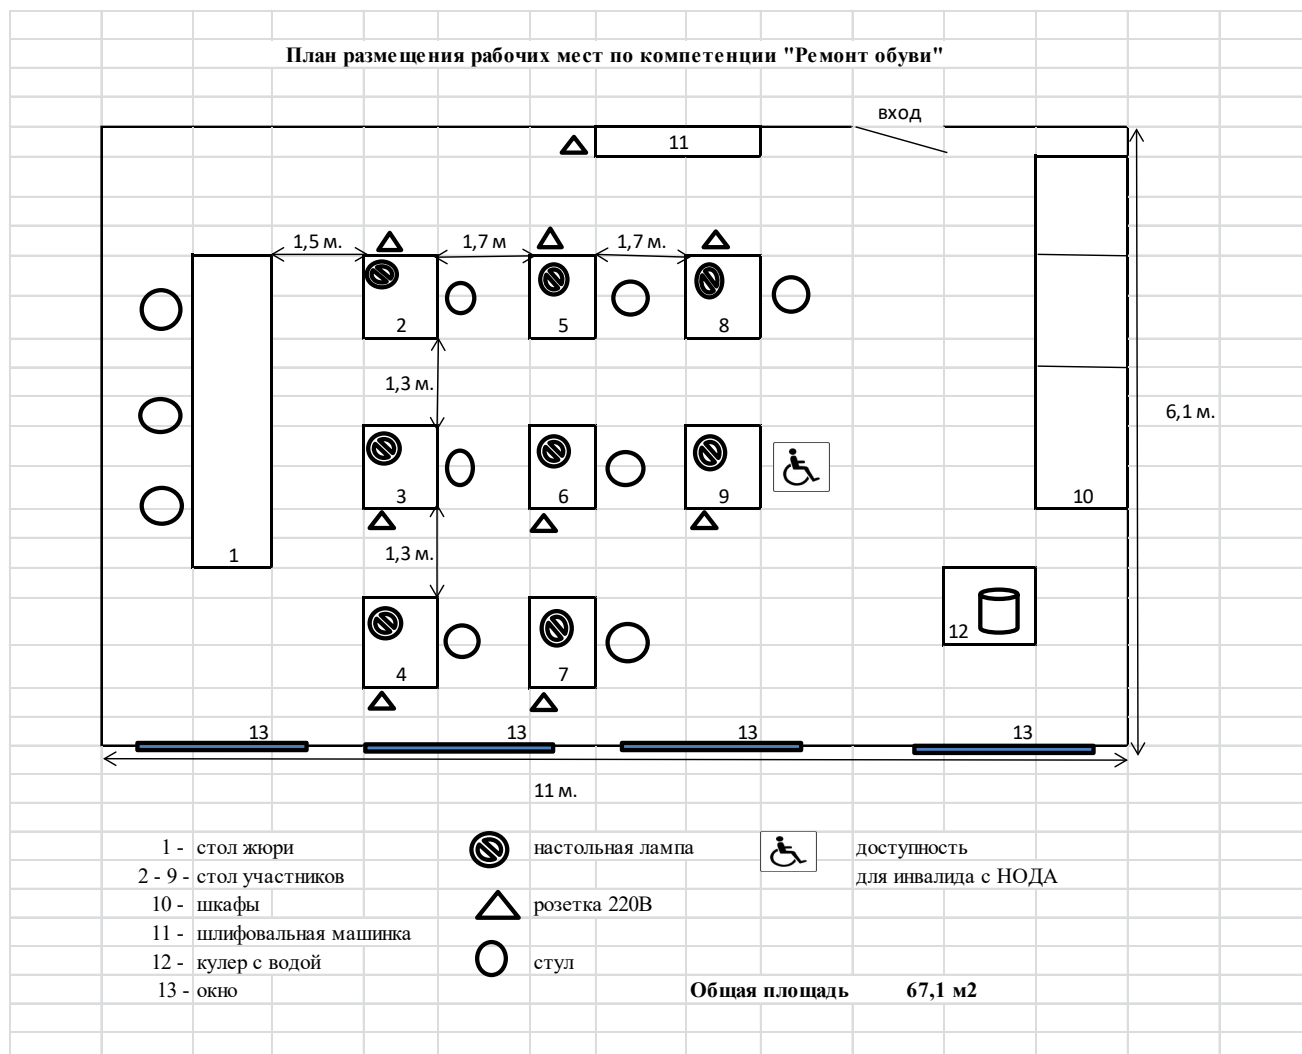 План размещения рабочих мест по компетенции "Ремонт обуви"
вход
11
1,5 м.
1,7 м
1,7 м.
2
5
8
1,3 м.
6,1 м.
3
6
9
10
1,3 м.
1
12
4
7
13
13
13
13
11 м.
1 - стол жюри
настольная лампа
доступность
2 - 9 - стол участников
для инвалида с НОДА
10 - шкафы
розетка 220В
11 - шлифовальная машинка
12 - кулер с водой
стул
13 - окно
Общая площадь 67,1 м2